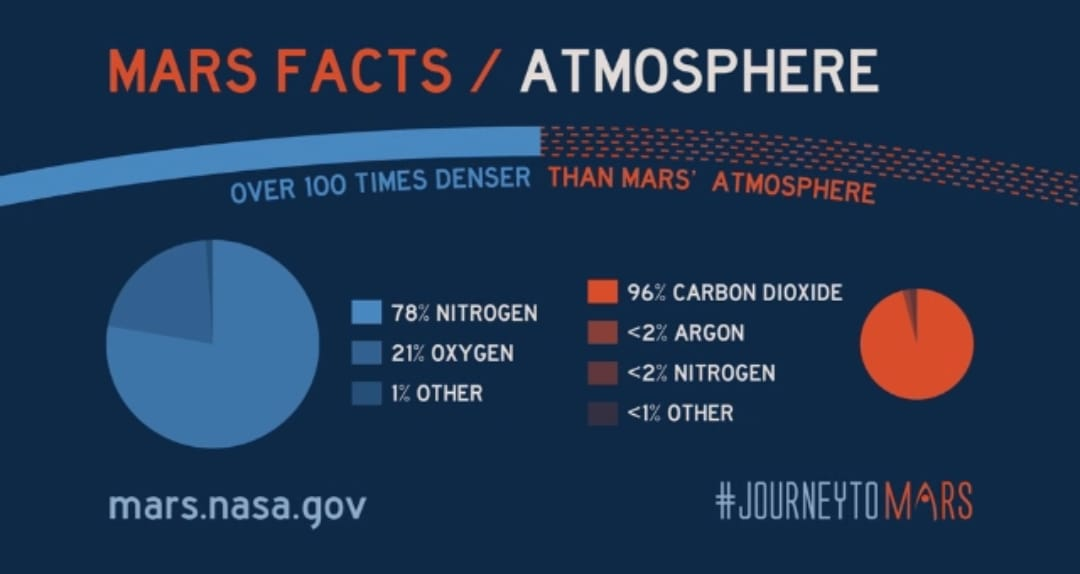 MARS FACTS / ATMOSPHERE
OVER 100 TIMES DENSER THAN MARS' ATMOSPHERE
78% NITROGEN
21% OXYGEN
1% OTHER
96% CARBON DIOXIDE
<2% ARGON
<2% NITROGEN
<1% OTHER
mars.nasa.gov
#JOURNEYTOMARS